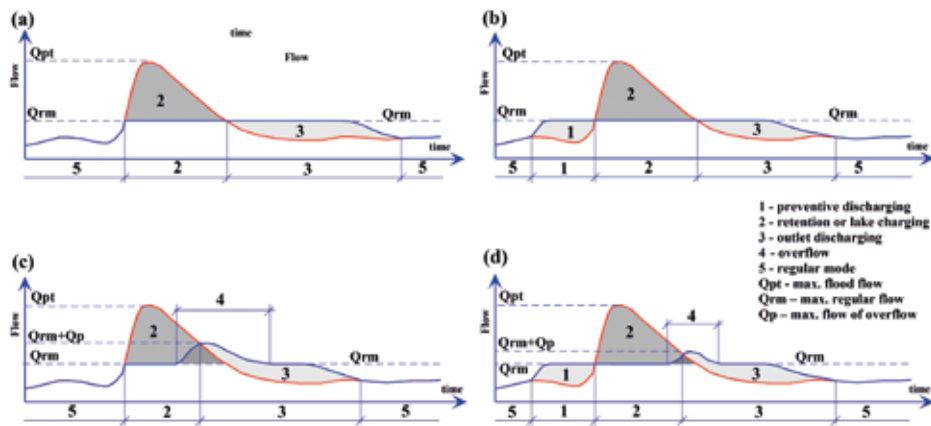 (a)
time
Flow
Qpt
Flow
2
Qrm
Qrm
3
time
5
2
3
5
(b)
Qpt
Flow
2
Qrm
Qrm
1
3
time
5
1
2
3
5
1 - preventive discharging
2 - retention or lake charging
3 - outlet discharging
4 - overflow
5 - regular mode
Qpt - max. flood flow
Qrm – max. regular flow
Qp – max. flow of overflow
(c)
Qpt
4
Flow
2
Qrm+Qp
Qrm
Qrm
3
time
5
2
3
5
(d)
Qpt
4
Flow
2
Qrm+Qp
Qrm
Qrm
1
3
time
5
1
2
3
5